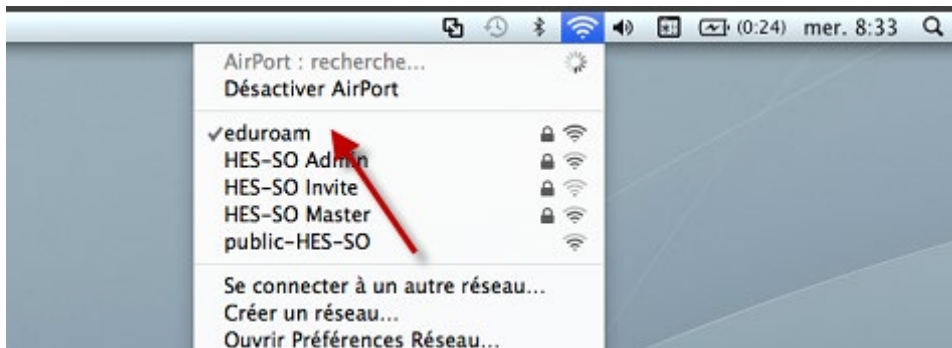 (0:24) mer. 8:33
AirPort : recherche...
Désactiver AirPort
eduroam
HES-SO Admin
HES-SO Invite
HES-SO Master
public-HES-SO
Se connecter à un autre réseau...
Créer un réseau...
Ouvrir Préférences Réseau...